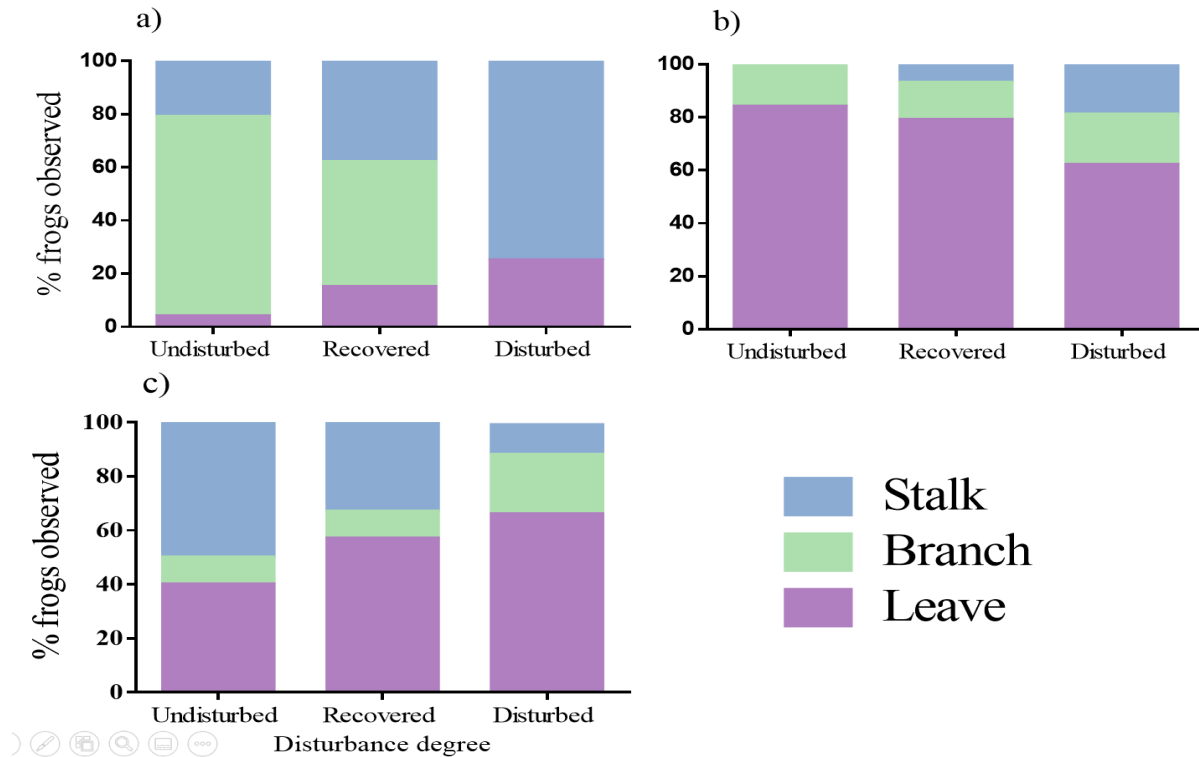 a)
% frogs observed
100
80
60
40
20
0
Undisturbed Recovered Disturbed
b)
100
80
60
40
20
0
Undisturbed Recovered Disturbed
c)
% frogs observed
100
80
60
40
20
0
Undisturbed Recovered Disturbed
Disturbance degree
Stalk
Branch
Leave